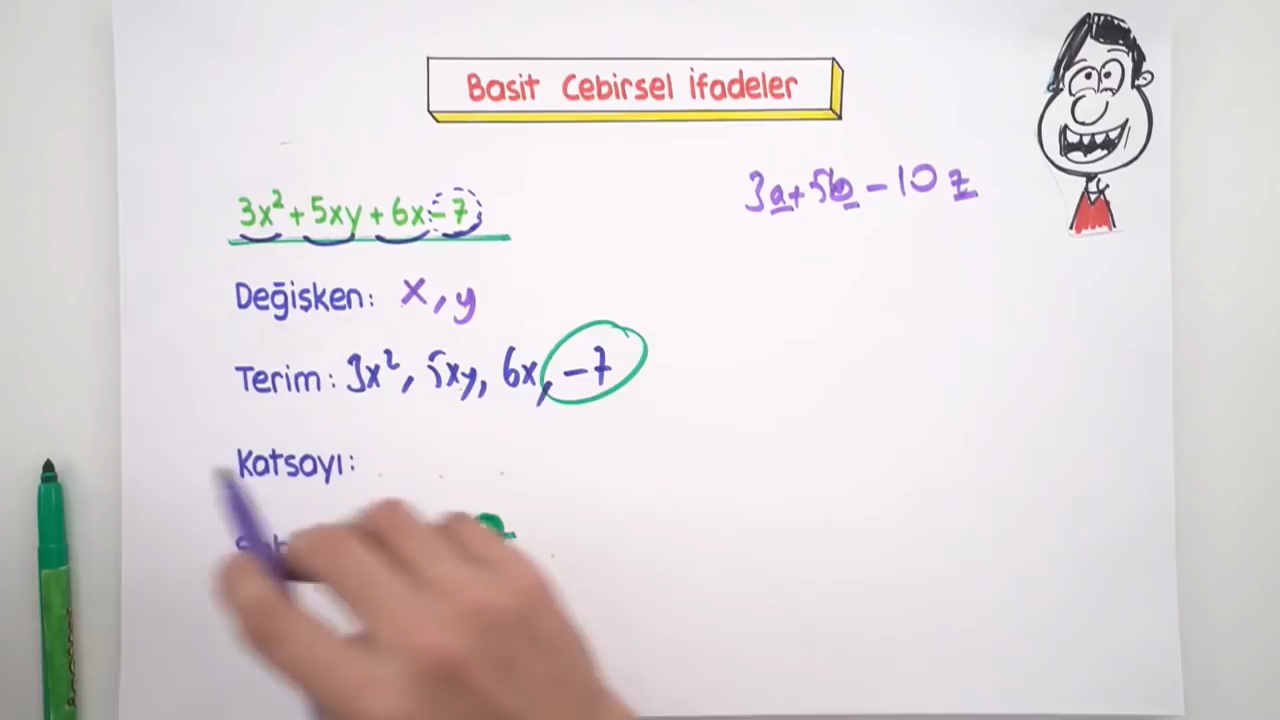 Basit Cebirsel İfadeler
3x² + 5xy + 6x - 7
3a + 5b - 10z
Değişken: x, y
Terim: 3x², 5xy, 6x, -7
Katsayı: